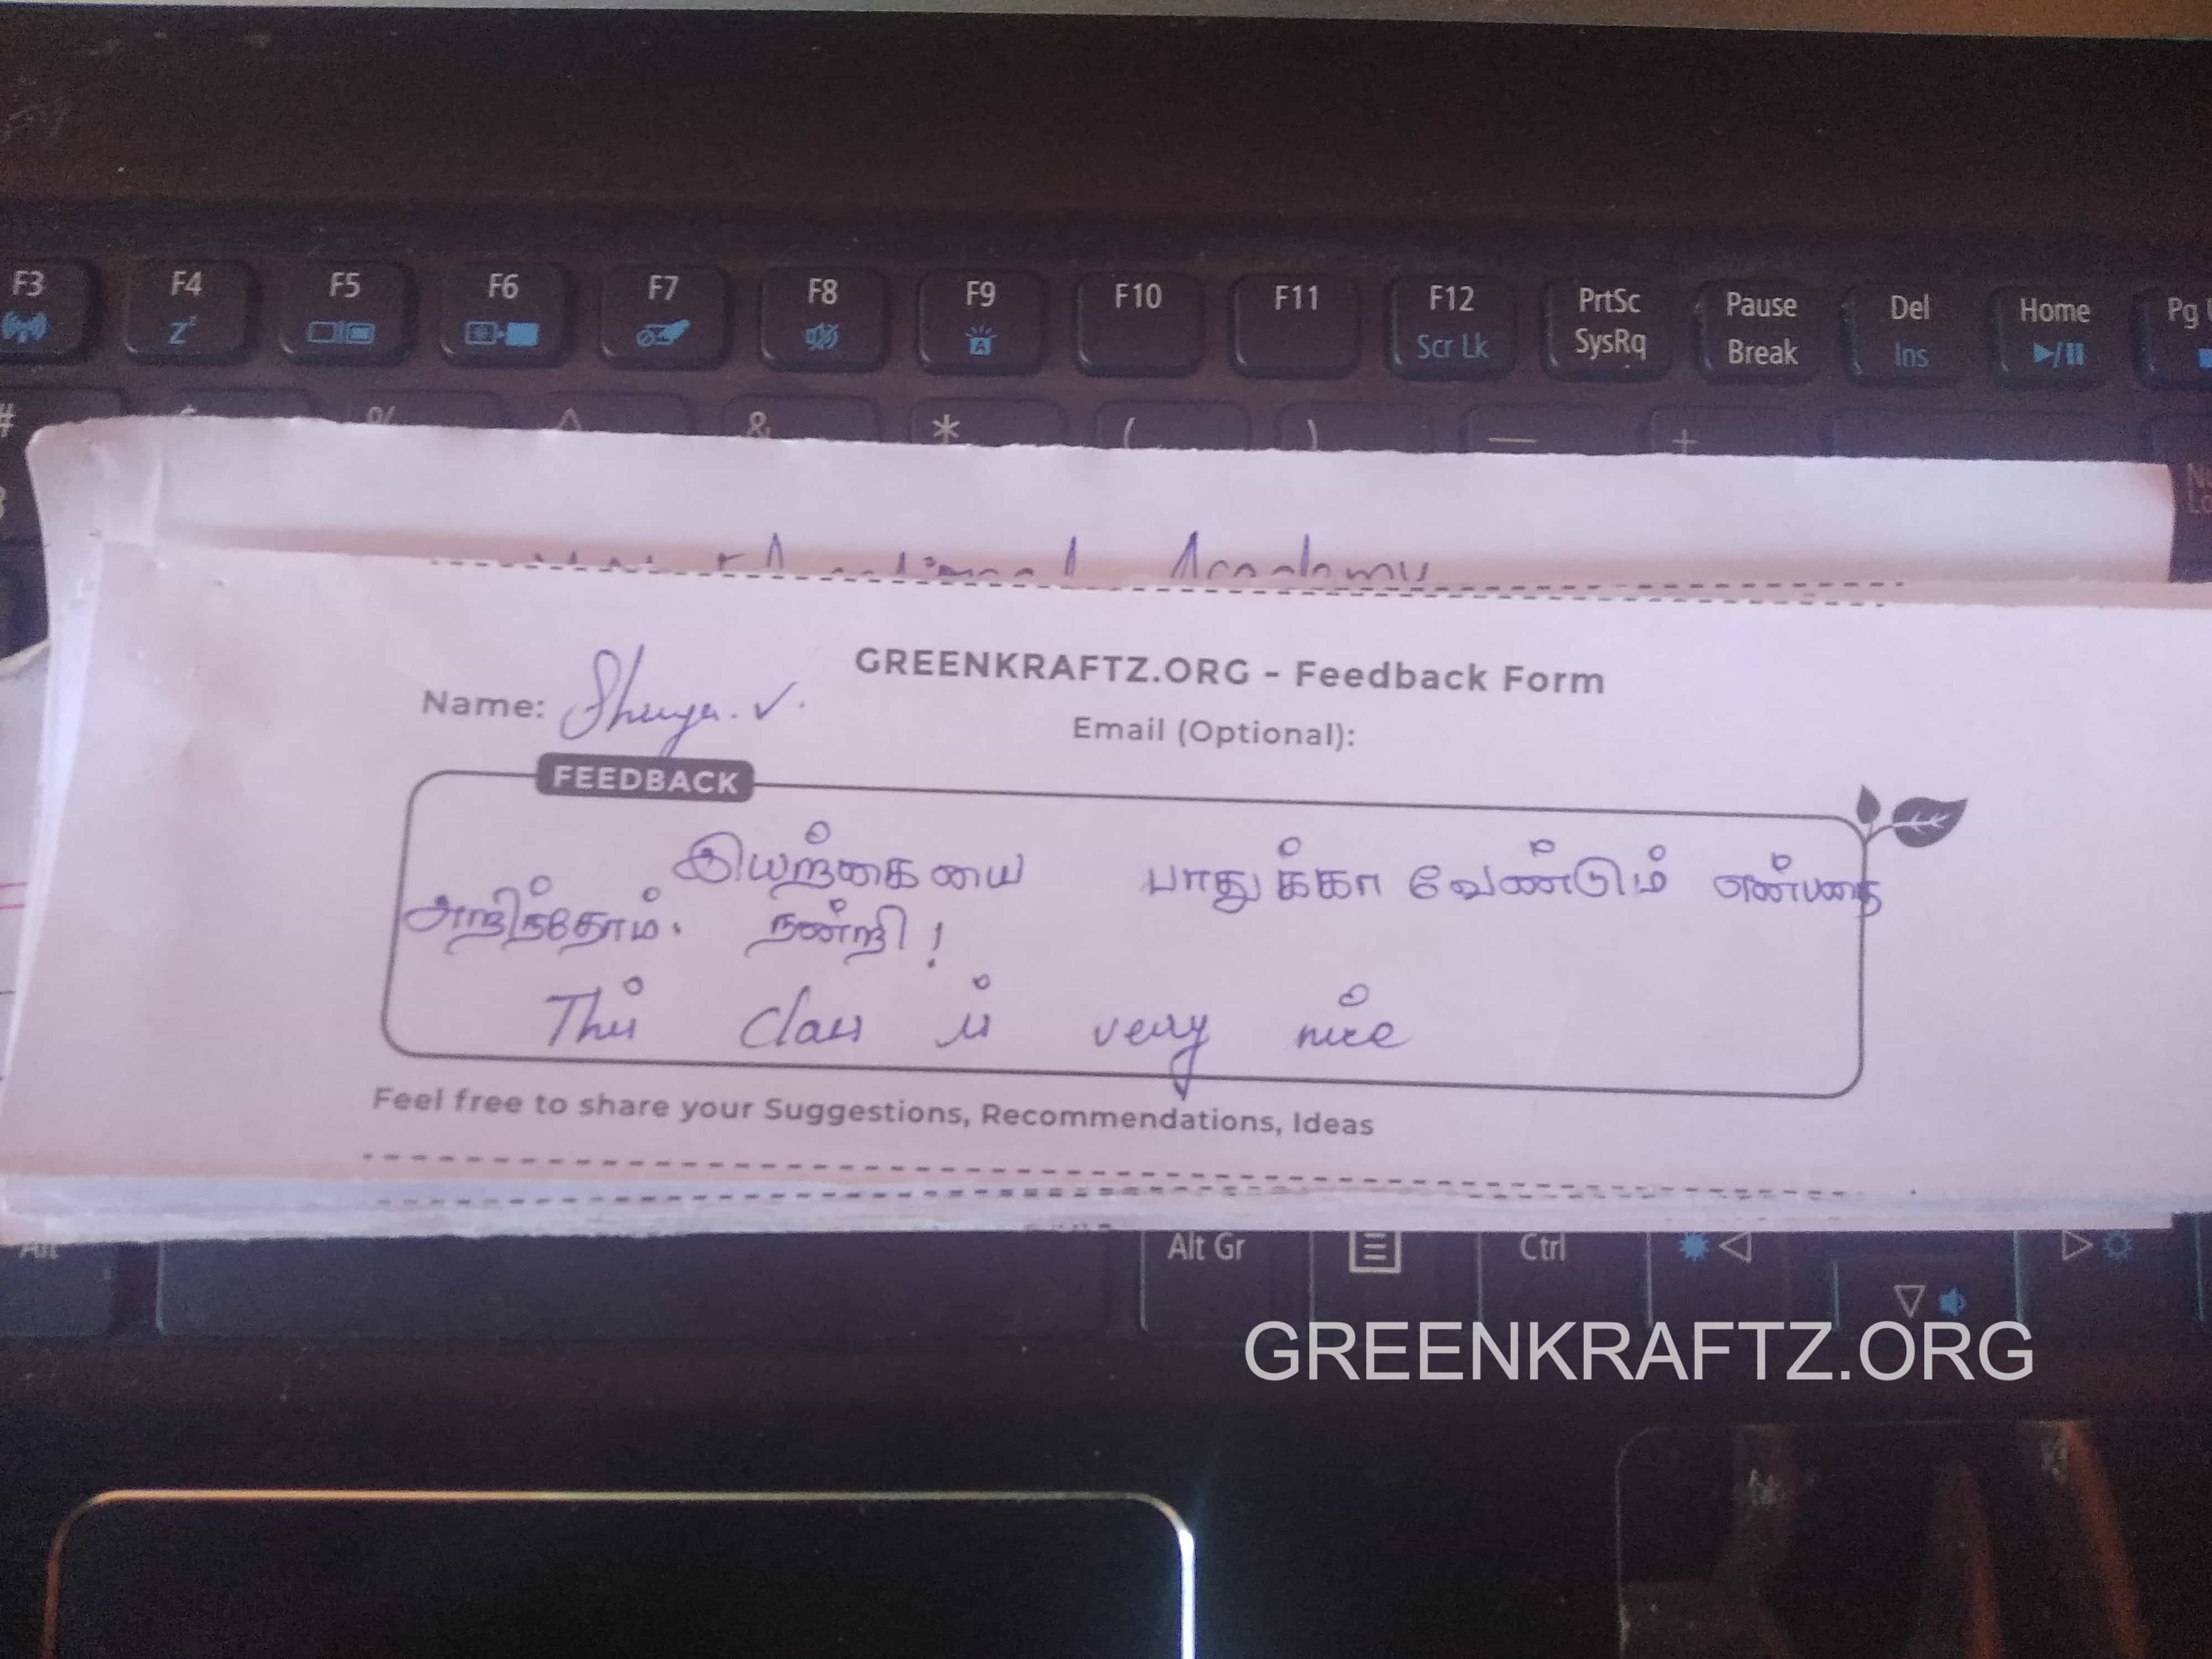 F3 F4 F5 F6 F7 F8 F9 F10 F11 F12 PrtSc Pause Del Home Pg
Z Scr Lk SysRq Break Ins
# % ^ & * ( ) — +
Academy
GREENKRAFTZ.ORG - Feedback Form
Name: V.
Email (Optional):
FEEDBACK
இயற்கையை பாதுக்கா வேண்டும் என்பதை
அறிந்தோம். நன்றி!
This class is very nice
Feel free to share your Suggestions, Recommendations, Ideas
Alt Alt Gr Ctrl
GREENKRAFTZ.ORG